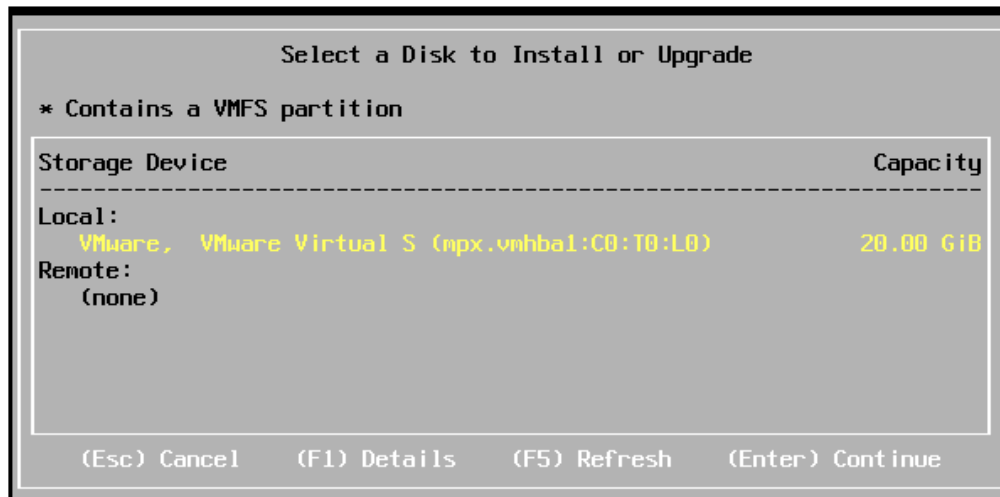 Select a Disk to Install or Upgrade
* Contains a VMFS partition
Storage Device Capacity
--------------------------------------------------------------------
Local:
VMware, VMware Virtual S (mpx.vmhba1:C0:T0:L0) 20.00 GiB
Remote:
(none)
(Esc) Cancel (F1) Details (F5) Refresh (Enter) Continue